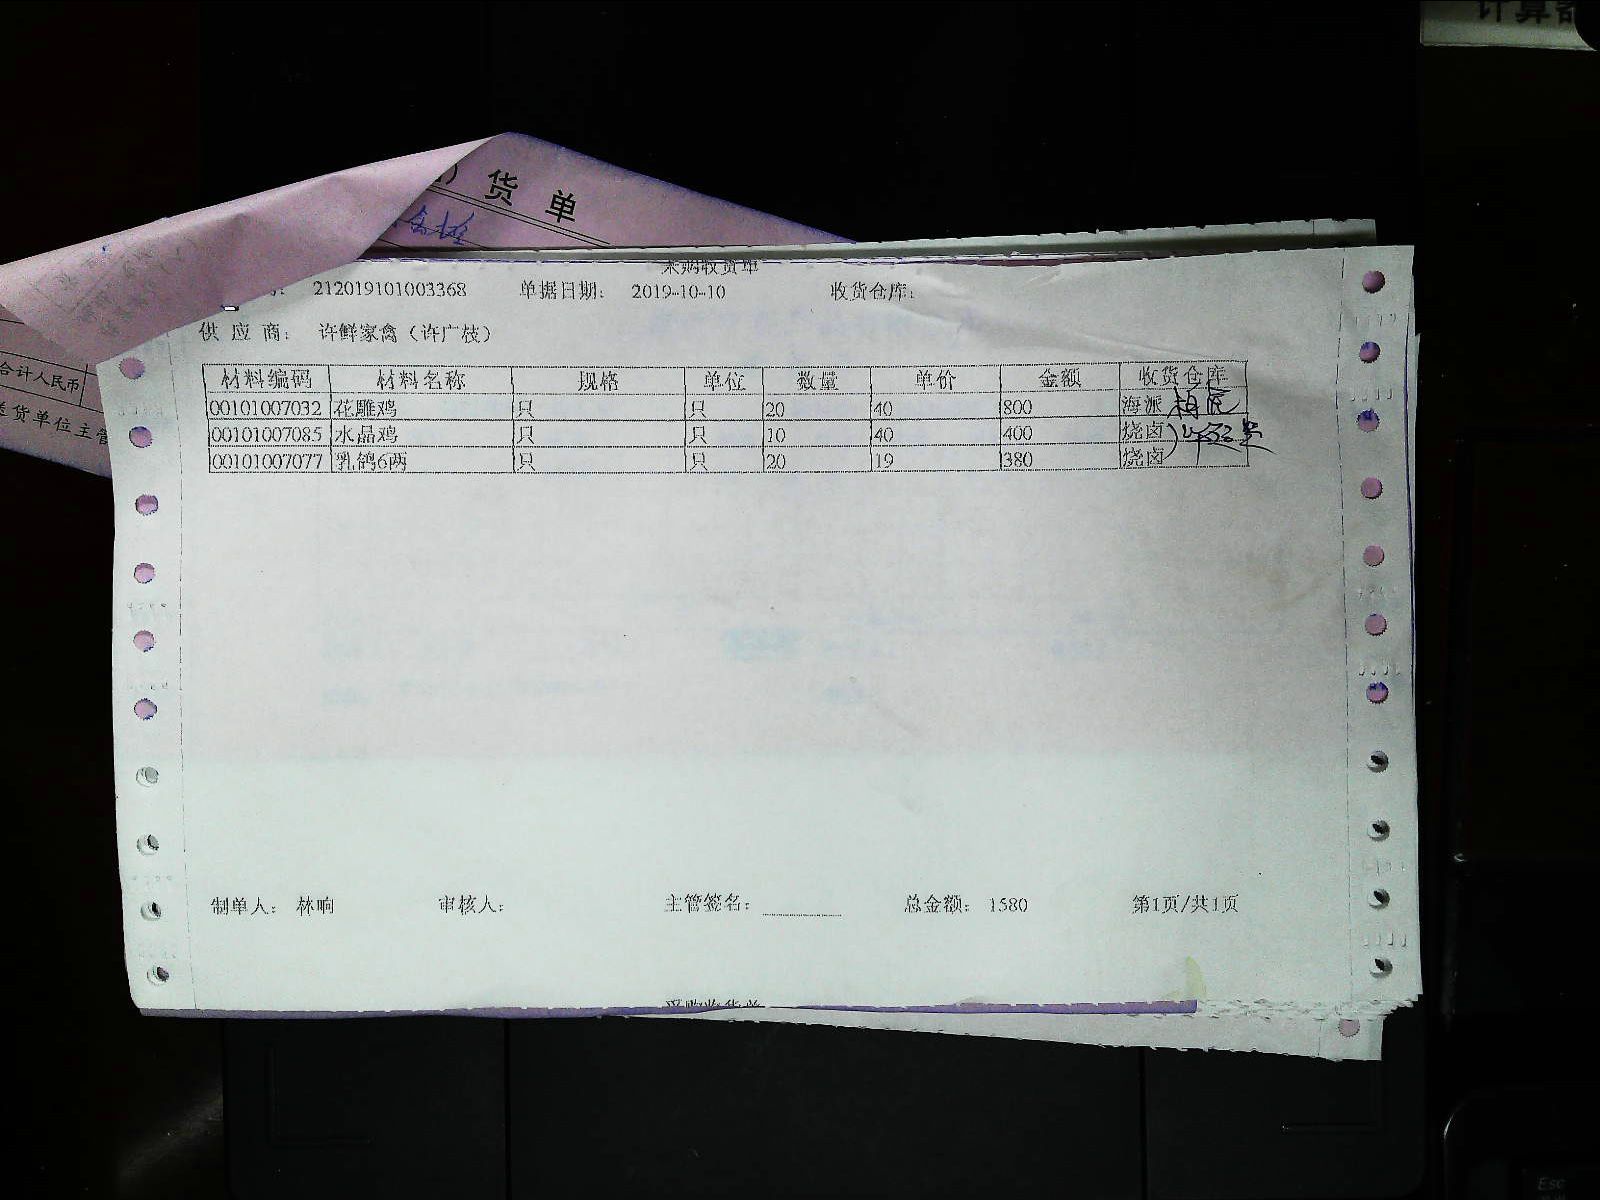 计算
货单
采购收货单
212019101003368 单据日期: 2019-10-10 收货仓库:
供应商: 许鲜家禽(许广枝)
合计人民币
送货单位主管
材料编码 材料名称 规格 单位 数量 单价 金额 收货仓库
00101007032 花雕鸡 只 只 20 40 800 海派
00101007085 水晶鸡 只 只 10 40 400 烧卤
00101007077 乳鸽6两 只 只 20 19 380 烧卤
制单人: 林响 审核人: 主管签名: 总金额: 1580 第1页/共1页
采购收货单
Esc